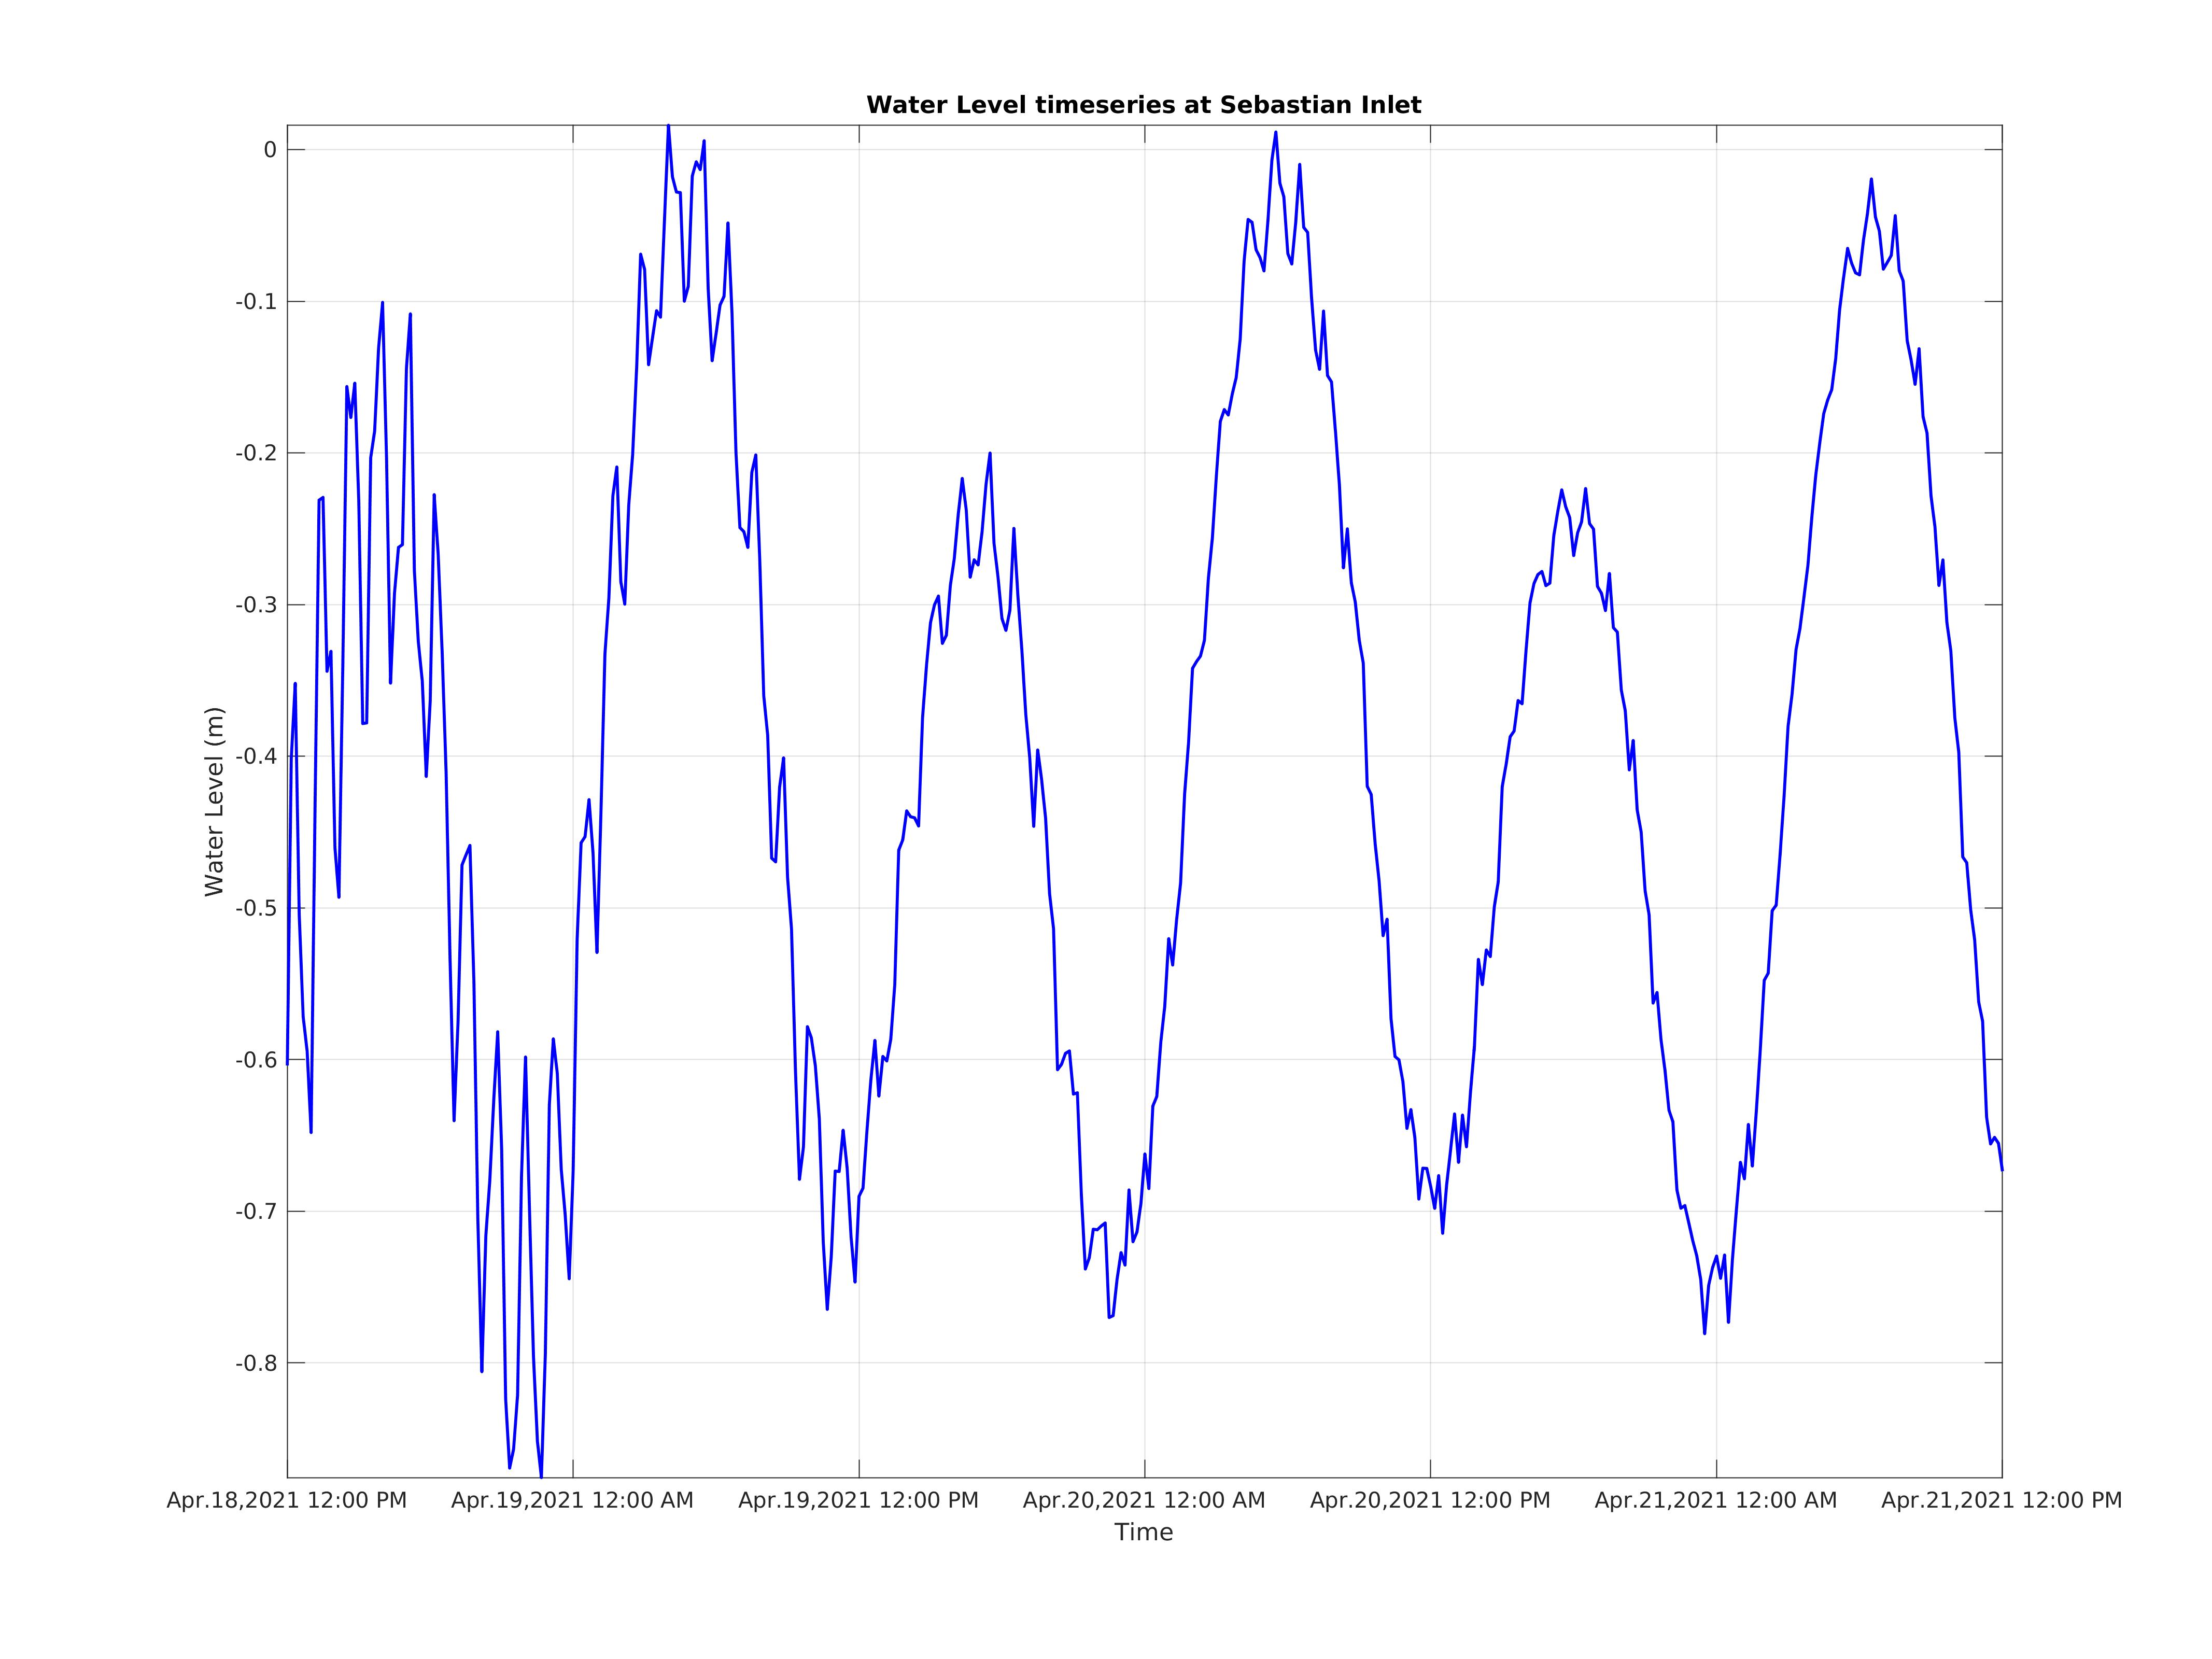 Water Level timeseries at Sebastian Inlet
0
-0.1
-0.2
-0.3
-0.4
-0.5
-0.6
-0.7
-0.8
Water Level (m)
Apr.18,2021 12:00 PM Apr.19,2021 12:00 AM Apr.19,2021 12:00 PM Apr.20,2021 12:00 AM Apr.20,2021 12:00 PM Apr.21,2021 12:00 AM Apr.21,2021 12:00 PM
Time